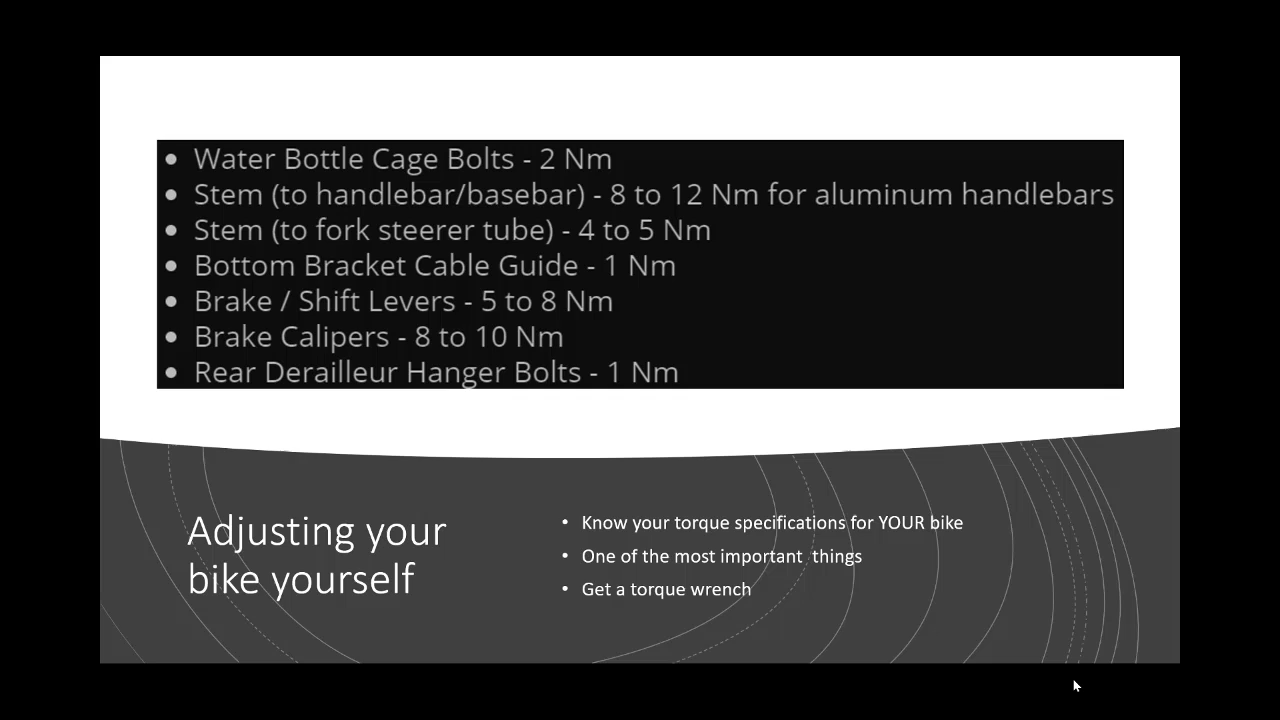 • Water Bottle Cage Bolts - 2 Nm
• Stem (to handlebar/basebar) - 8 to 12 Nm for aluminum handlebars
• Stem (to fork steerer tube) - 4 to 5 Nm
• Bottom Bracket Cable Guide - 1 Nm
• Brake / Shift Levers - 5 to 8 Nm
• Brake Calipers - 8 to 10 Nm
• Rear Derailleur Hanger Bolts - 1 Nm
Adjusting your
bike yourself
• Know your torque specifications for YOUR bike
• One of the most important  things
• Get a torque wrench